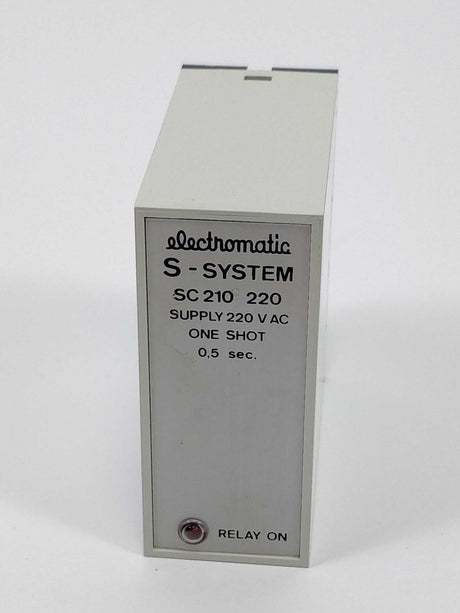 electromatic
S-SYSTEM
SC 210 220
SUPPLY 220 V AC
ONE SHOT
0,5 sec.
RELAY ON